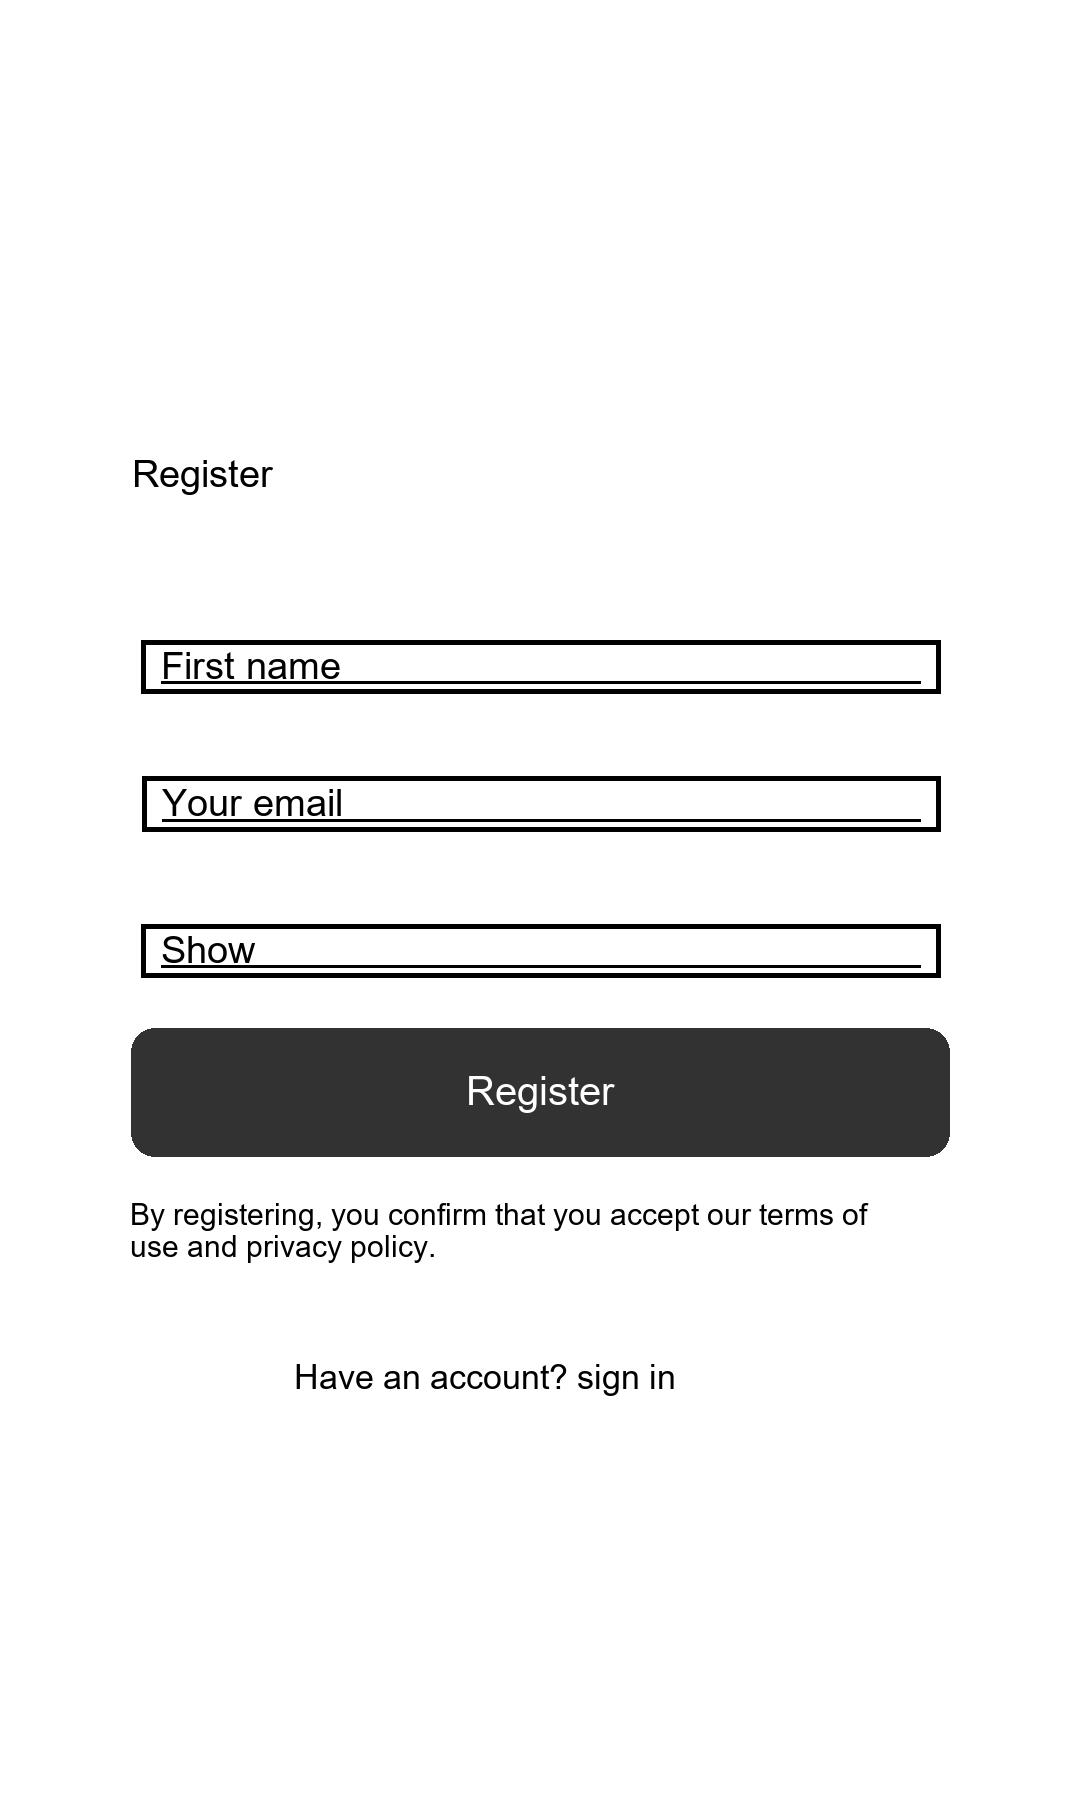 Register
First name
Your email
Show
Register
By registering, you confirm that you accept our terms of
use and privacy policy.
Have an account? sign in